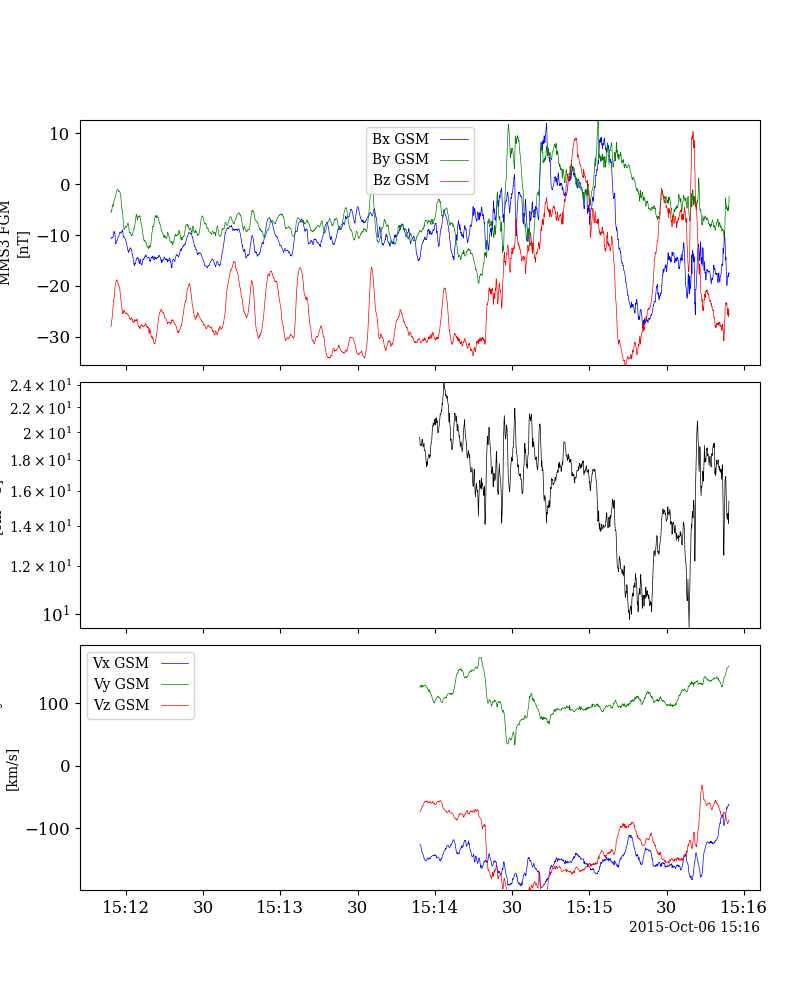 10
0
−10
−20
−30
MMS3 FGM
[nT]
Bx GSM
By GSM
Bz GSM
2.4 × 10¹
2.2 × 10¹
2 × 10¹
1.8 × 10¹
1.6 × 10¹
1.4 × 10¹
1.2 × 10¹
10¹
100
0
−100
[km/s]
Vx GSM
Vy GSM
Vz GSM
15:12
30
15:13
30
15:14
30
15:15
30
15:16
2015-Oct-06 15:16